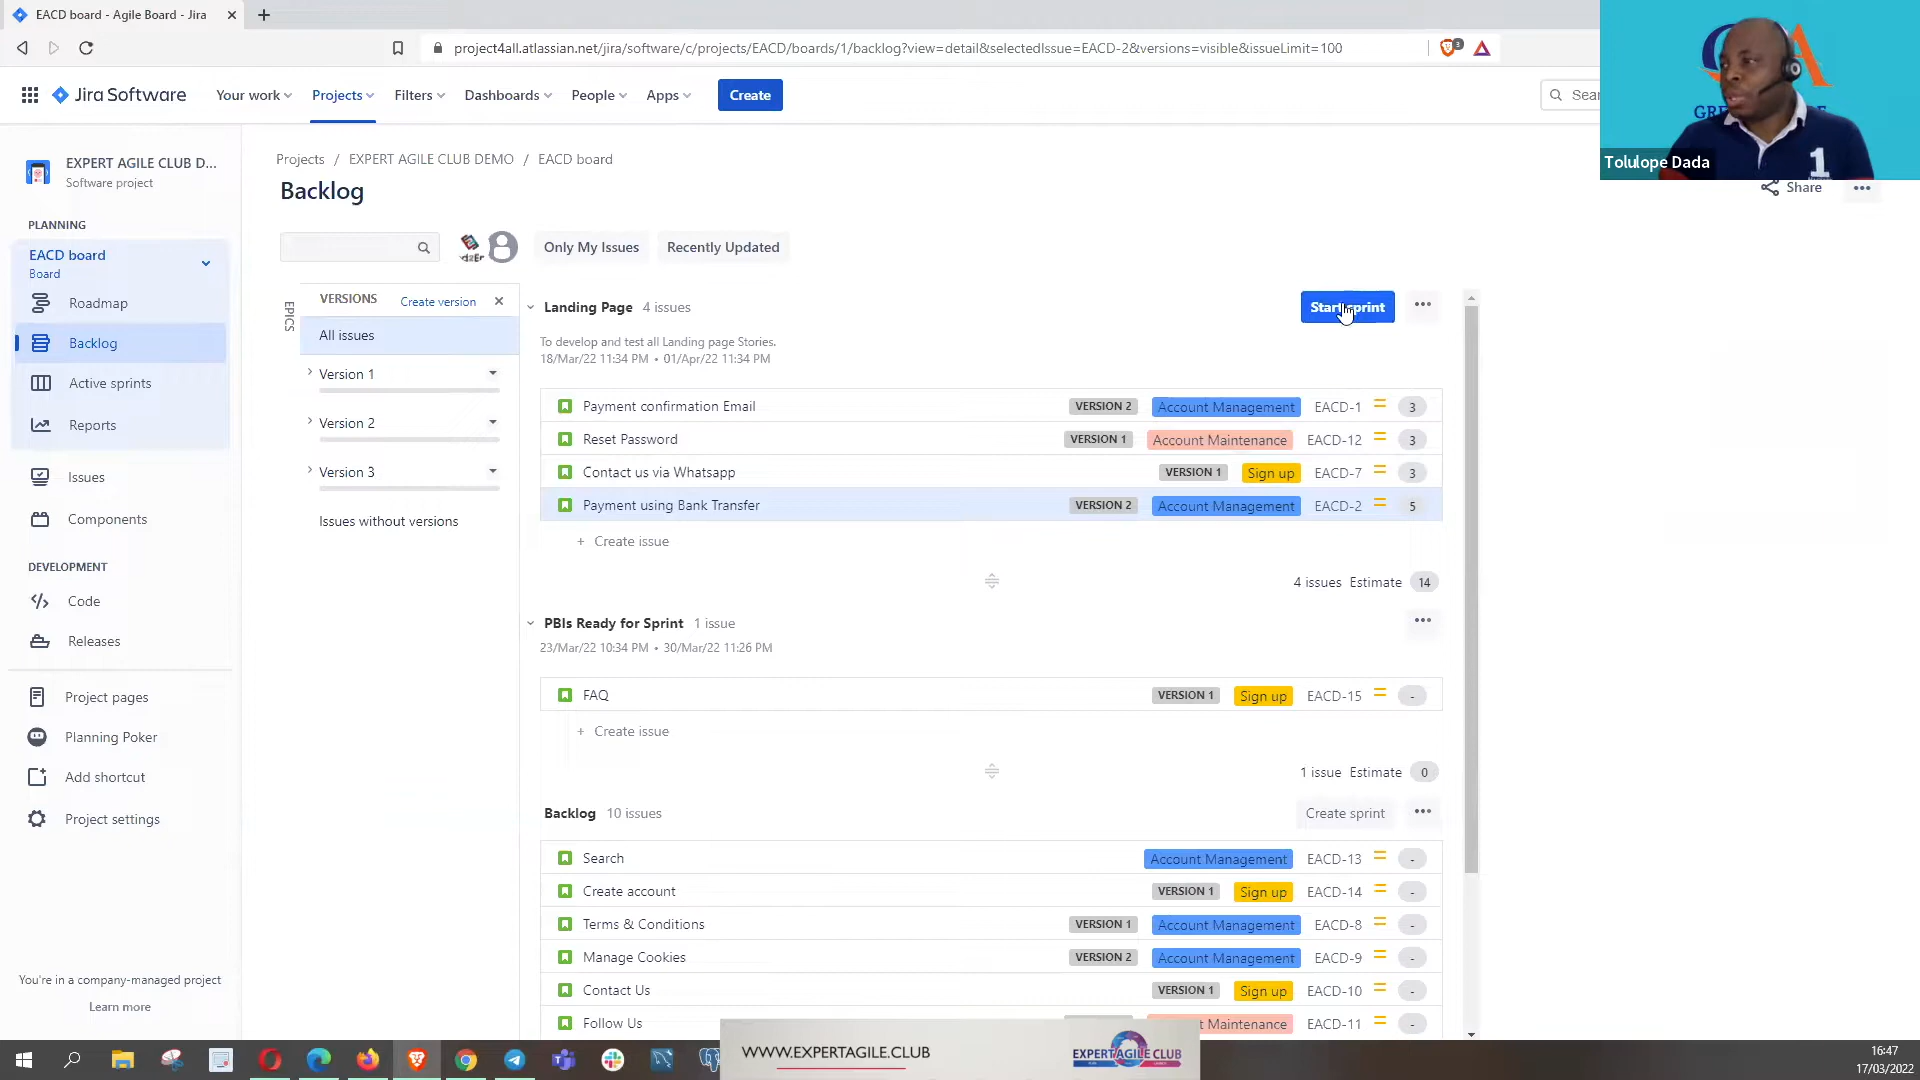 EACD board - Agile Board - Jira
project4all.atlassian.net/jira/software/c/projects/EACD/boards/1/backlog?view=detail&selectedIssue=EACD-2&versions=visible&issueLimit=100
3
Jira Software
Your work
Projects
Filters
Dashboards
People
Apps
Create
Tolulope Dada
1
EXPERT AGILE CLUB D...
Software project
Projects / EXPERT AGILE CLUB DEMO / EACD board
Backlog
Share
PLANNING
EACD board
Board
Roadmap
Backlog
Active sprints
Reports
Issues
Components
DEVELOPMENT
Code
Releases
Project pages
Planning Poker
Add shortcut
Project settings
You're in a company-managed project
Learn more
Only My Issues
Recently Updated
EPICS
VERSIONS
Create version
All issues
Version 1
Version 2
Version 3
Issues without versions
Landing Page 4 issues
To develop and test all Landing page Stories.
18/Mar/22 11:34 PM • 01/Apr/22 11:34 PM
Payment confirmation Email VERSION 2 Account Management EACD-1 3
Reset Password VERSION 1 Account Maintenance EACD-12 3
Contact us via Whatsapp VERSION 1 Sign up EACD-7 3
Payment using Bank Transfer VERSION 2 Account Management EACD-2 5
+ Create issue
4 issues Estimate 14
PBIs Ready for Sprint 1 issue
23/Mar/22 10:34 PM • 30/Mar/22 11:26 PM
FAQ VERSION 1 Sign up EACD-15 -
+ Create issue
1 issue Estimate 0
Backlog 10 issues Create sprint
Search Account Management EACD-13 -
Create account VERSION 1 Sign up EACD-14 -
Terms & Conditions VERSION 1 Account Management EACD-8 -
Manage Cookies VERSION 2 Account Management EACD-9 -
Contact Us VERSION 1 Sign up EACD-10 -
Follow Us Maintenance EACD-11 -
WWW.EXPERTAGILE.CLUB
EXPERT AGILE CLUB
16:47
17/03/2022